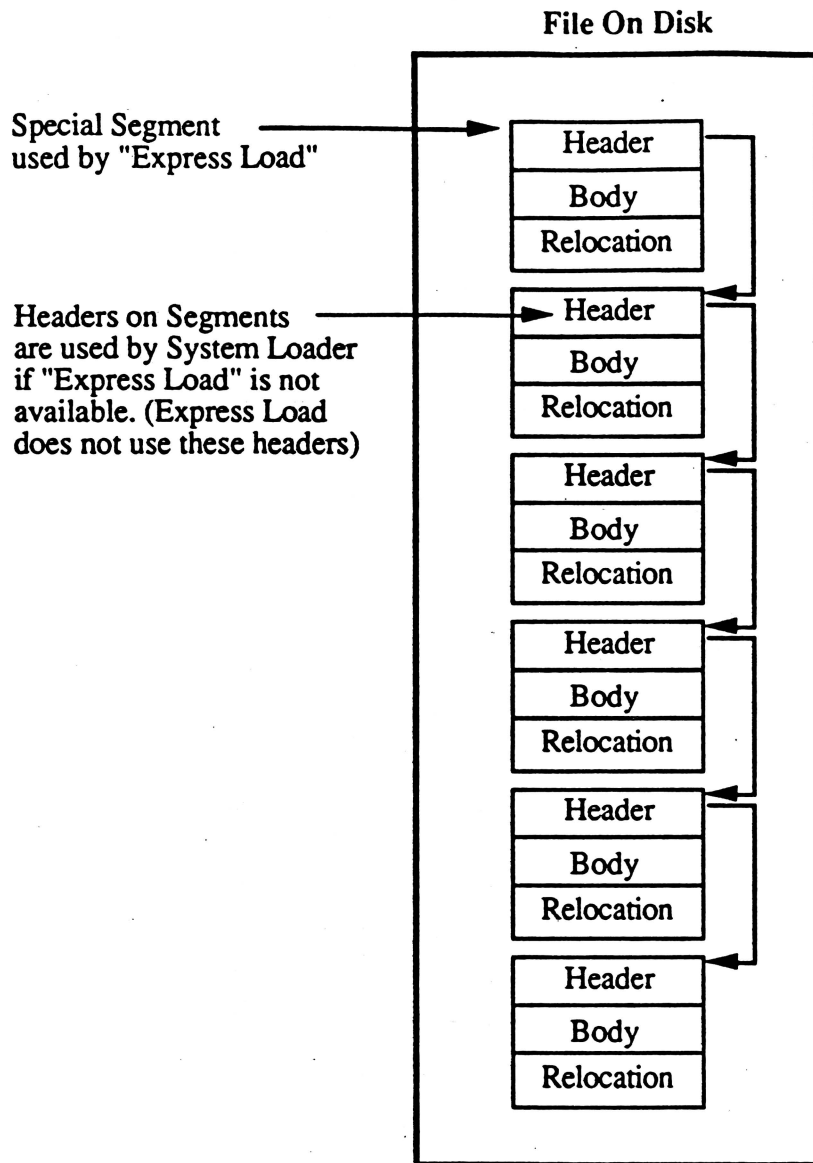 File On Disk
Special Segment
used by "Express Load"
Header
Body
Relocation
Headers on Segments
are used by System Loader
if "Express Load" is not
available. (Express Load
does not use these headers)
Header
Body
Relocation
Header
Body
Relocation
Header
Body
Relocation
Header
Body
Relocation
Header
Body
Relocation